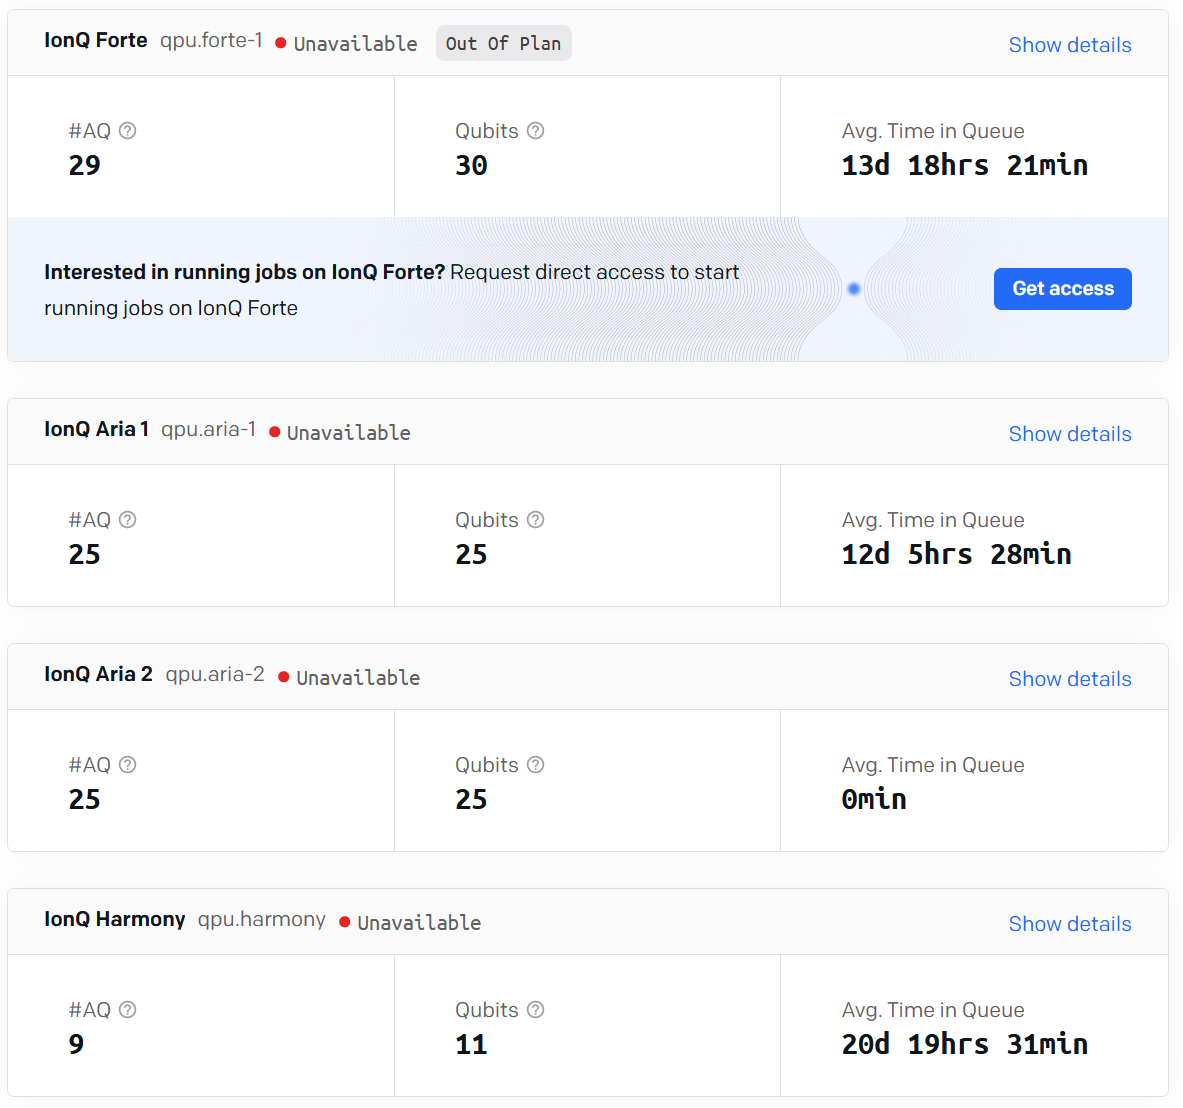 IonQ Forte qpu.forte-1 Unavailable Out Of Plan Show details
#AQ Qubits Avg. Time in Queue
29 30 13d 18hrs 21min
Interested in running jobs on IonQ Forte? Request direct access to start
running jobs on IonQ Forte
Get access
IonQ Aria 1 qpu.aria-1 Unavailable Show details
#AQ Qubits Avg. Time in Queue
25 25 12d 5hrs 28min
IonQ Aria 2 qpu.aria-2 Unavailable Show details
#AQ Qubits Avg. Time in Queue
25 25 0min
IonQ Harmony qpu.harmony Unavailable Show details
#AQ Qubits Avg. Time in Queue
9 11 20d 19hrs 31min